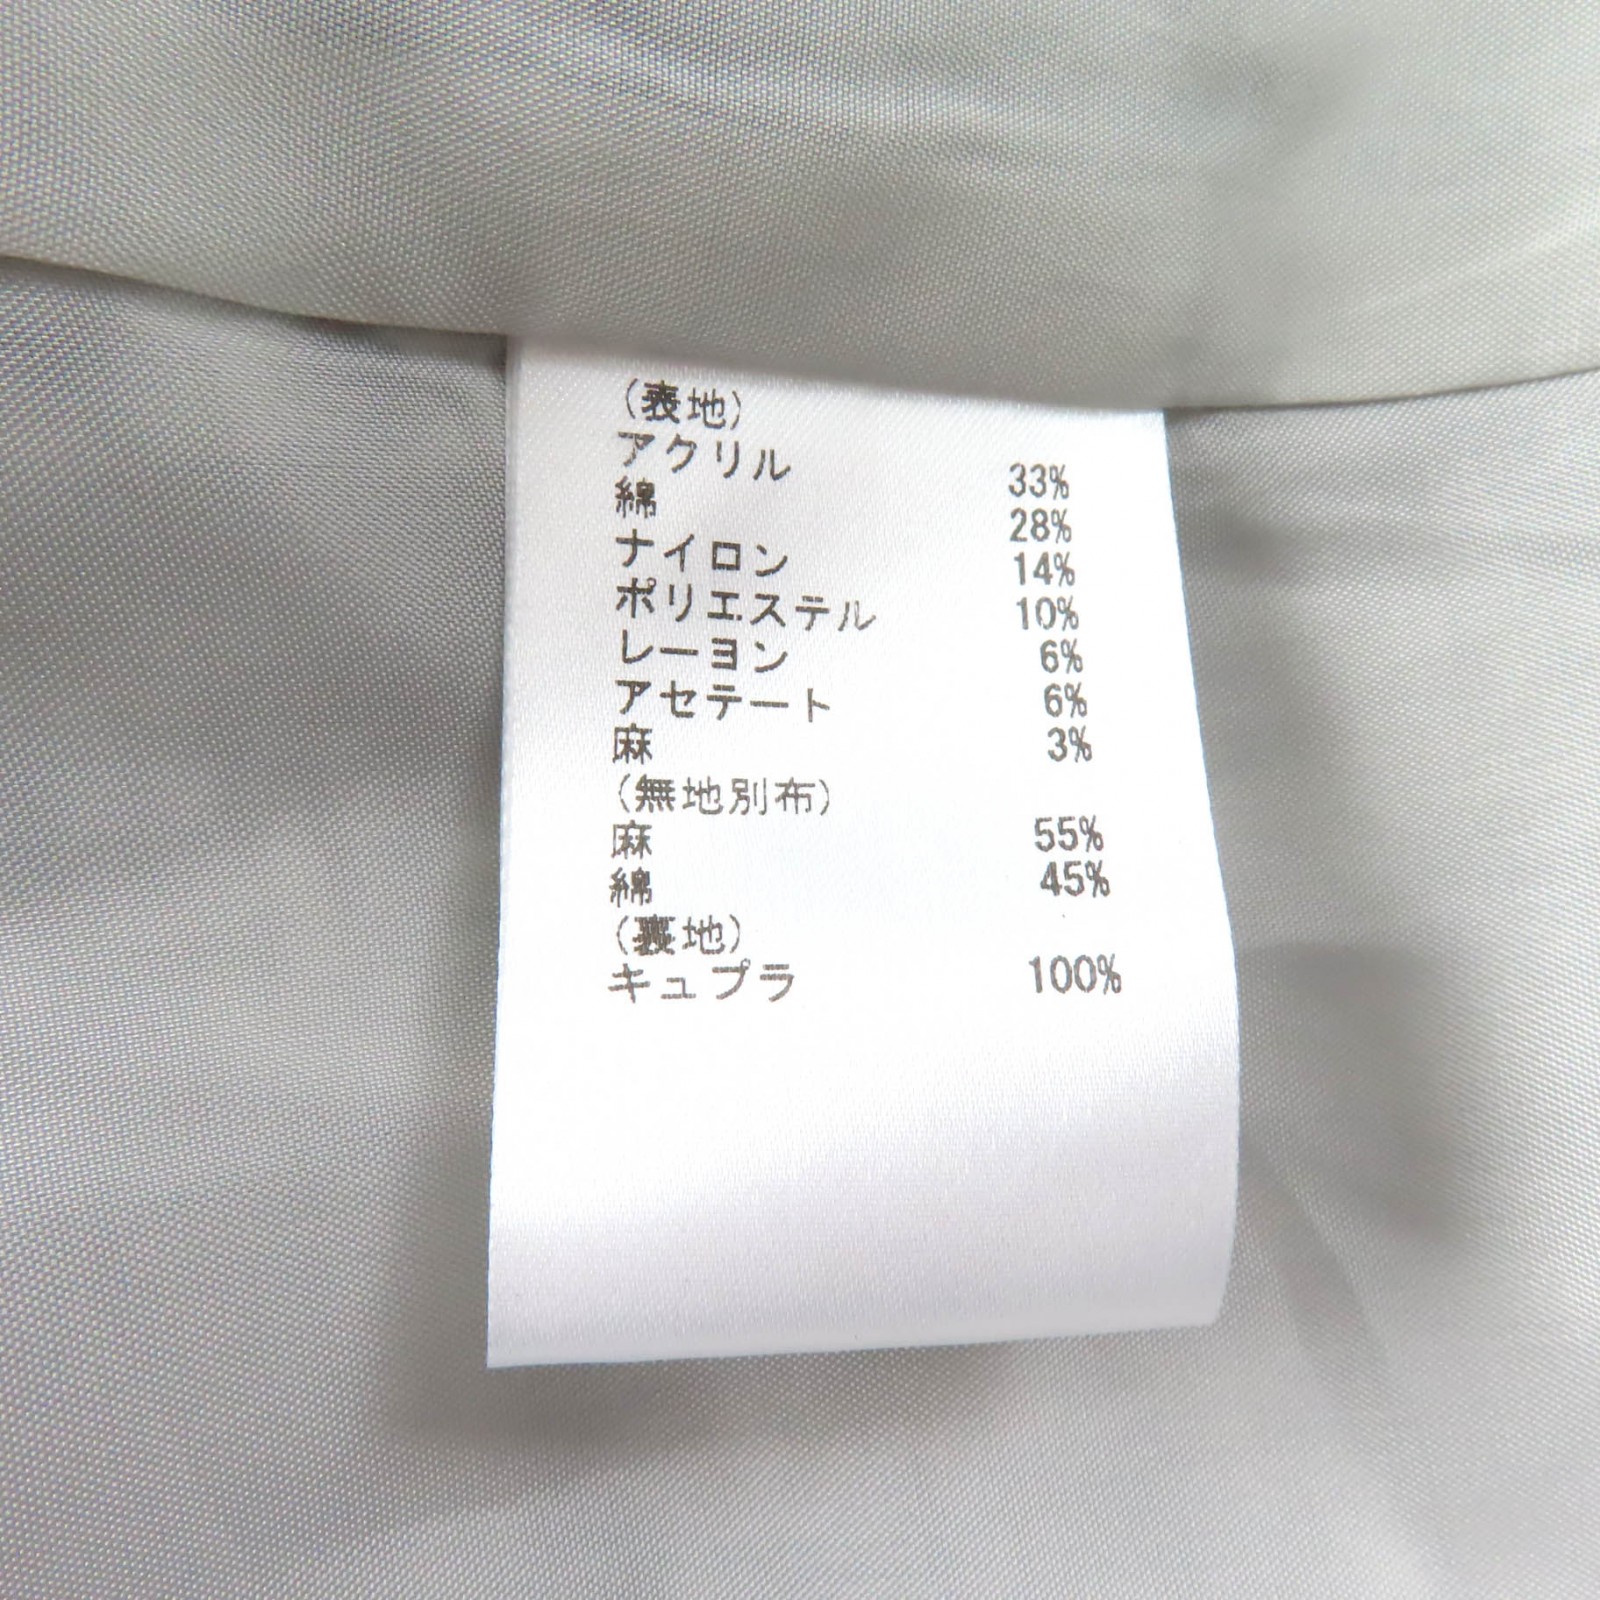 (表地)
アクリル 33%
綿 28%
ナイロン 14%
ポリエステル 10%
レーヨン 6%
アセテート 6%
麻 3%
(無地別布)
麻 55%
綿 45%
(裏地)
キュプラ 100%